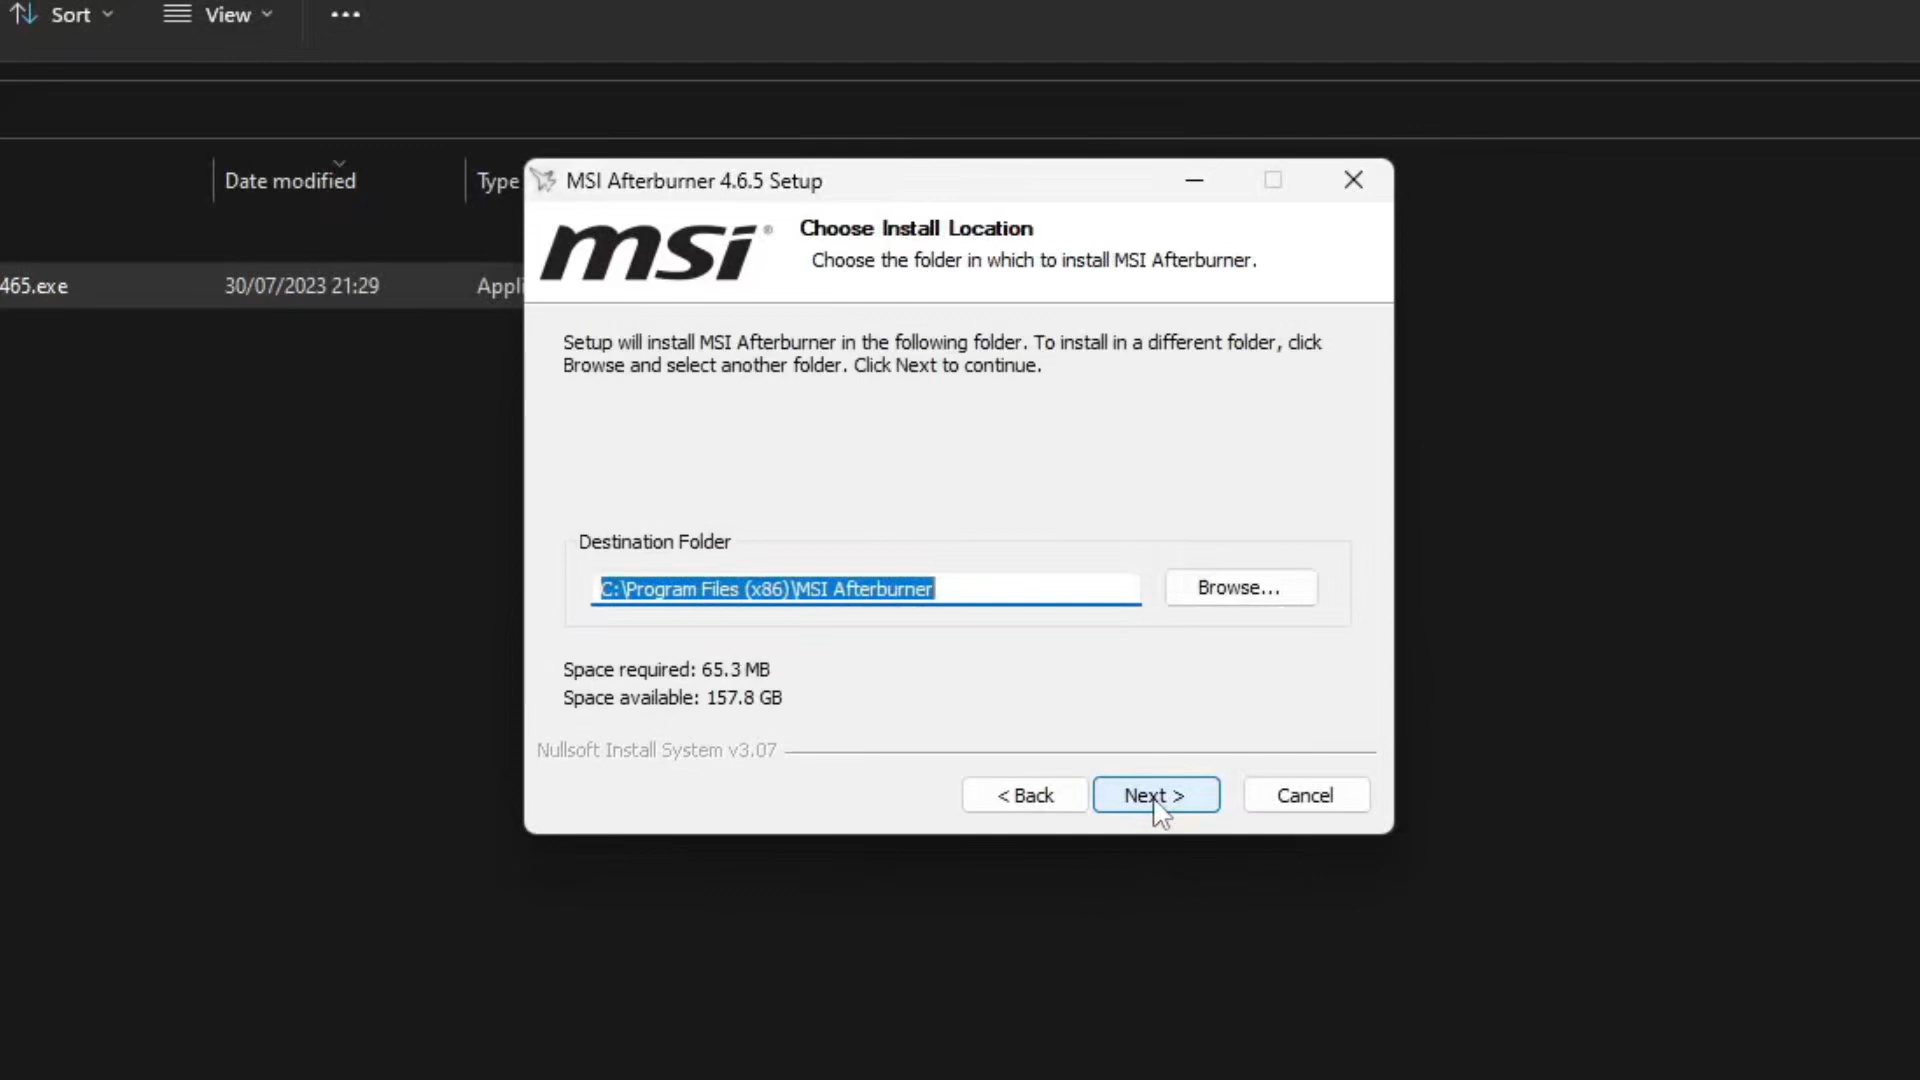 Sort
View
Date modified
Type
465.exe
30/07/2023 21:29
Appli
MSI Afterburner 4.6.5 Setup
msi®
Choose Install Location
Choose the folder in which to install MSI Afterburner.
Setup will install MSI Afterburner in the following folder. To install in a different folder, click
Browse and select another folder. Click Next to continue.
Destination Folder
C:\Program Files (x86)\MSI Afterburner
Browse...
Space required: 65.3 MB
Space available: 157.8 GB
Nullsoft Install System v3.07
< Back
Next >
Cancel